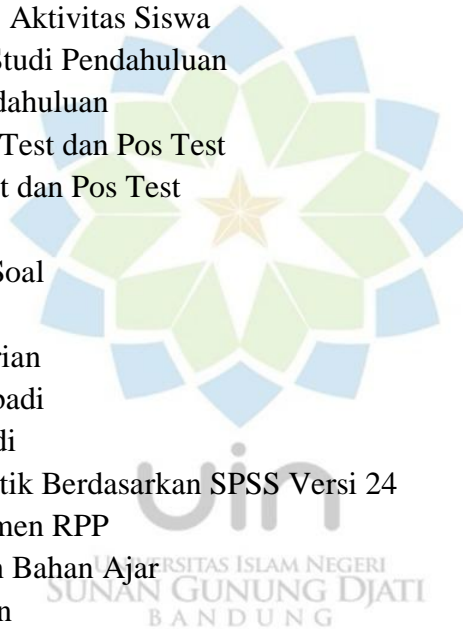 Aktivitas Siswa
Studi Pendahuluan
dahuluan
Test dan Pos Test
t dan Pos Test
Soal
rian
badi
di
tik Berdasarkan SPSS Versi 24
men RPP
n Bahan Ajar
n
uin
UNIVERSITAS ISLAM NEGERI
SUNAN GUNUNG DJATI
BANDUNG